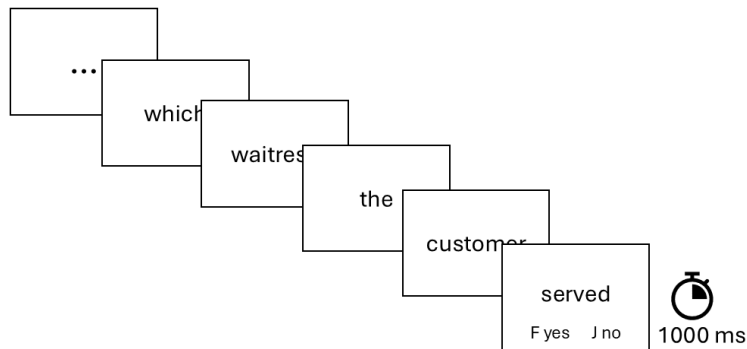 ...
which
waitres
the
customer
served
F yes J no
1000 ms